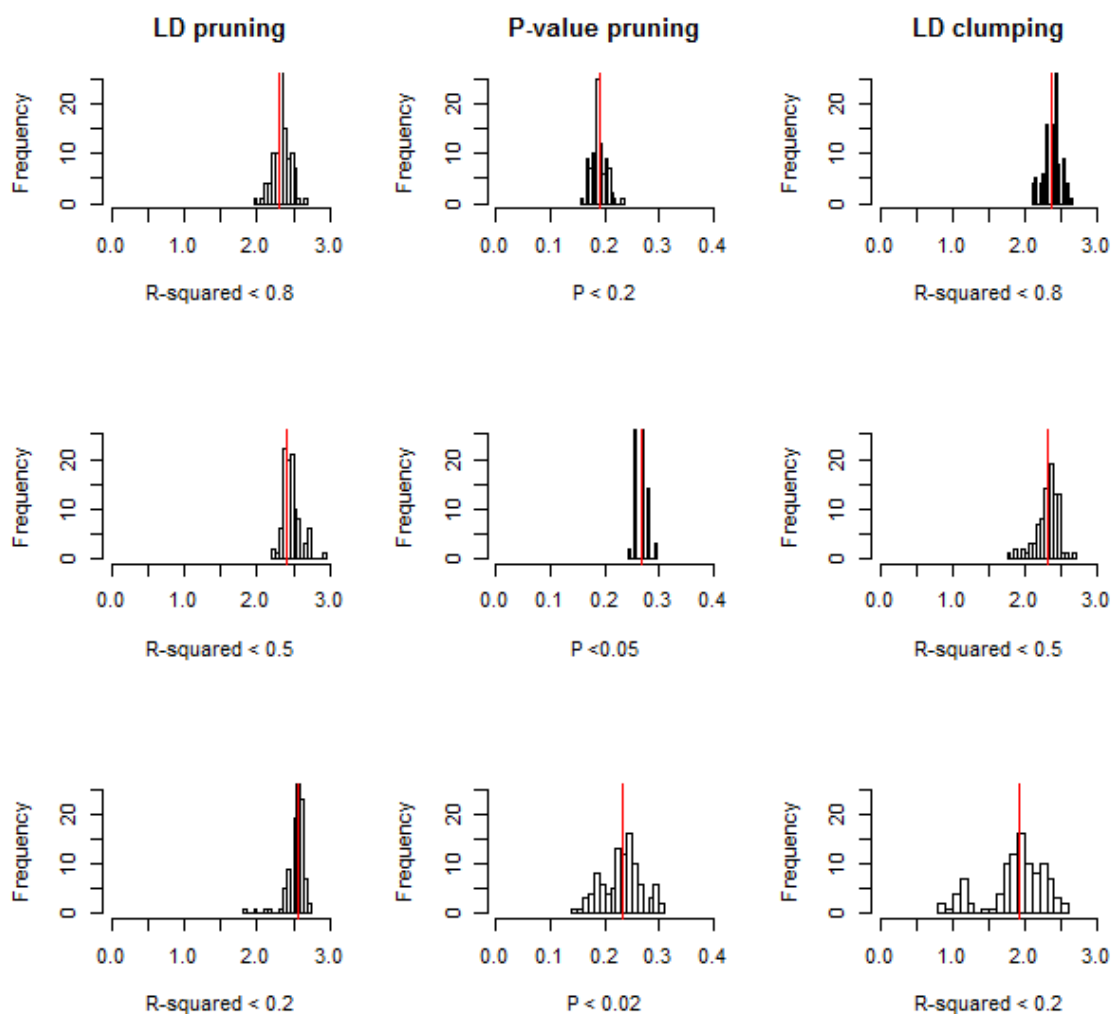 LD pruning P-value pruning LD clumping
Frequency Frequency Frequency
20 20 20
10 10 10
0 0 0
0.0 1.0 2.0 3.0 0.0 0.1 0.2 0.3 0.4 0.0 1.0 2.0 3.0
R-squared < 0.8 P < 0.2 R-squared < 0.8
Frequency Frequency Frequency
20 20 20
10 10 10
0 0 0
0.0 1.0 2.0 3.0 0.0 0.1 0.2 0.3 0.4 0.0 1.0 2.0 3.0
R-squared < 0.5 P <0.05 R-squared < 0.5
Frequency Frequency Frequency
20 20 20
10 10 10
0 0 0
0.0 1.0 2.0 3.0 0.0 0.1 0.2 0.3 0.4 0.0 1.0 2.0 3.0
R-squared < 0.2 P < 0.02 R-squared < 0.2